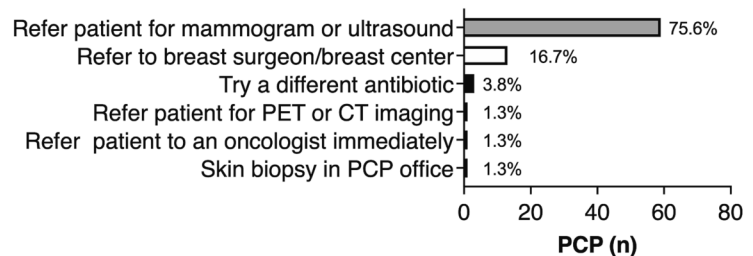 Refer patient for mammogram or ultrasound 75.6%
Refer to breast surgeon/breast center 16.7%
Try a different antibiotic 3.8%
Refer patient for PET or CT imaging 1.3%
Refer  patient to an oncologist immediately 1.3%
Skin biopsy in PCP office 1.3%
0 20 40 60 80
PCP (n)